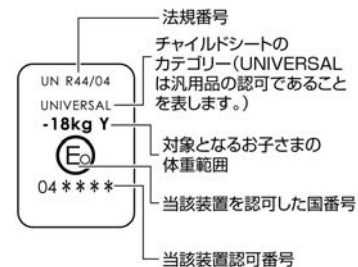 法規番号
チャイルドシートの
カテゴリー(UNIVERSAL
は汎用品の認可であること
を表します。)
UN R44/04
UNIVERSAL
-18kg Y
E
04＊＊＊＊
対象となるお子さまの
体重範囲
当該装置を認可した国番号
当該装置認可番号